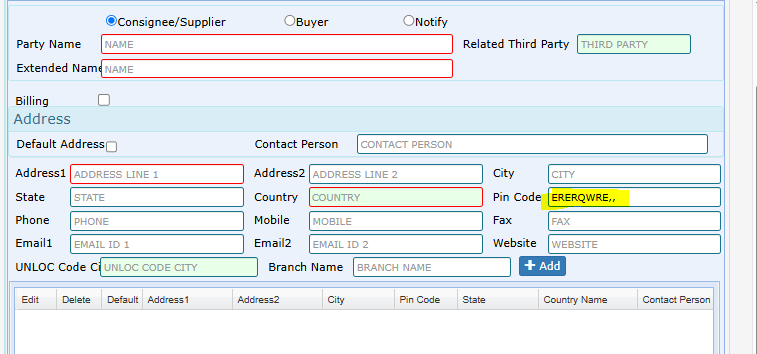 Consignee/Supplier Buyer Notify
Party Name NAME Related Third Party THIRD PARTY
Extended Name NAME
Billing
Address
Default Address Contact Person CONTACT PERSON
Address1 ADDRESS LINE 1 Address2 ADDRESS LINE 2 City CITY
State STATE Country COUNTRY Pin Code ERERQWRE,,
Phone PHONE Mobile MOBILE Fax FAX
Email1 EMAIL ID 1 Email2 EMAIL ID 2 Website WEBSITE
UNLOC Code Ci UNLOC CODE CITY Branch Name BRANCH NAME + Add
Edit Delete Default Address1 Address2 City Pin Code State Country Name Contact Person